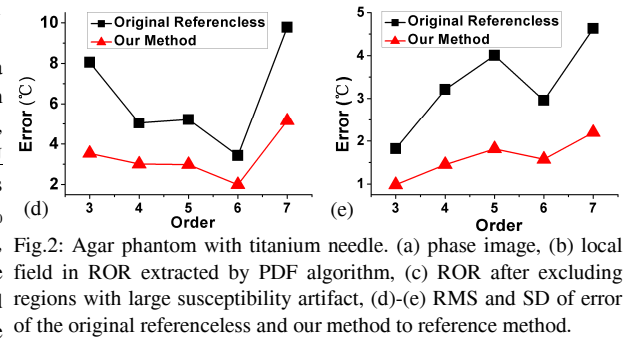 Original Referencless
Our Method
Error (℃)
10
8
6
4
2
3 4 5 6 7
Order
(d)
Original Referencless
Our Method
Error (℃)
5
4
3
2
1
3 4 5 6 7
Order
(e)
Fig.2: Agar phantom with titanium needle. (a) phase image, (b) local
field in ROR extracted by PDF algorithm, (c) ROR after excluding
regions with large susceptibility artifact, (d)-(e) RMS and SD of error
of the original referenceless and our method to reference method.